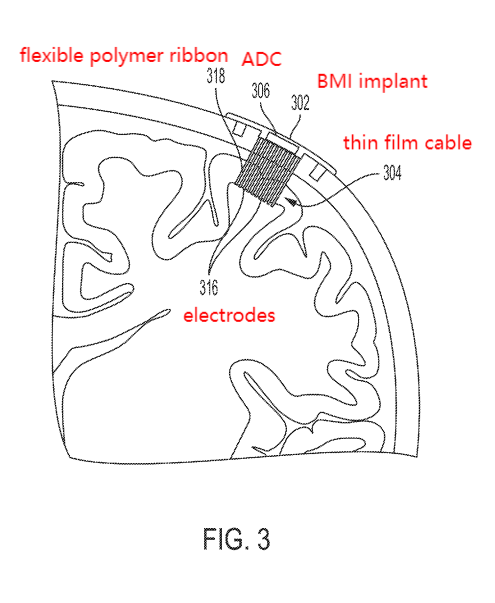 flexible polymer ribbon
ADC
318
306
BMI implant
302
thin film cable
304
316
electrodes
FIG. 3